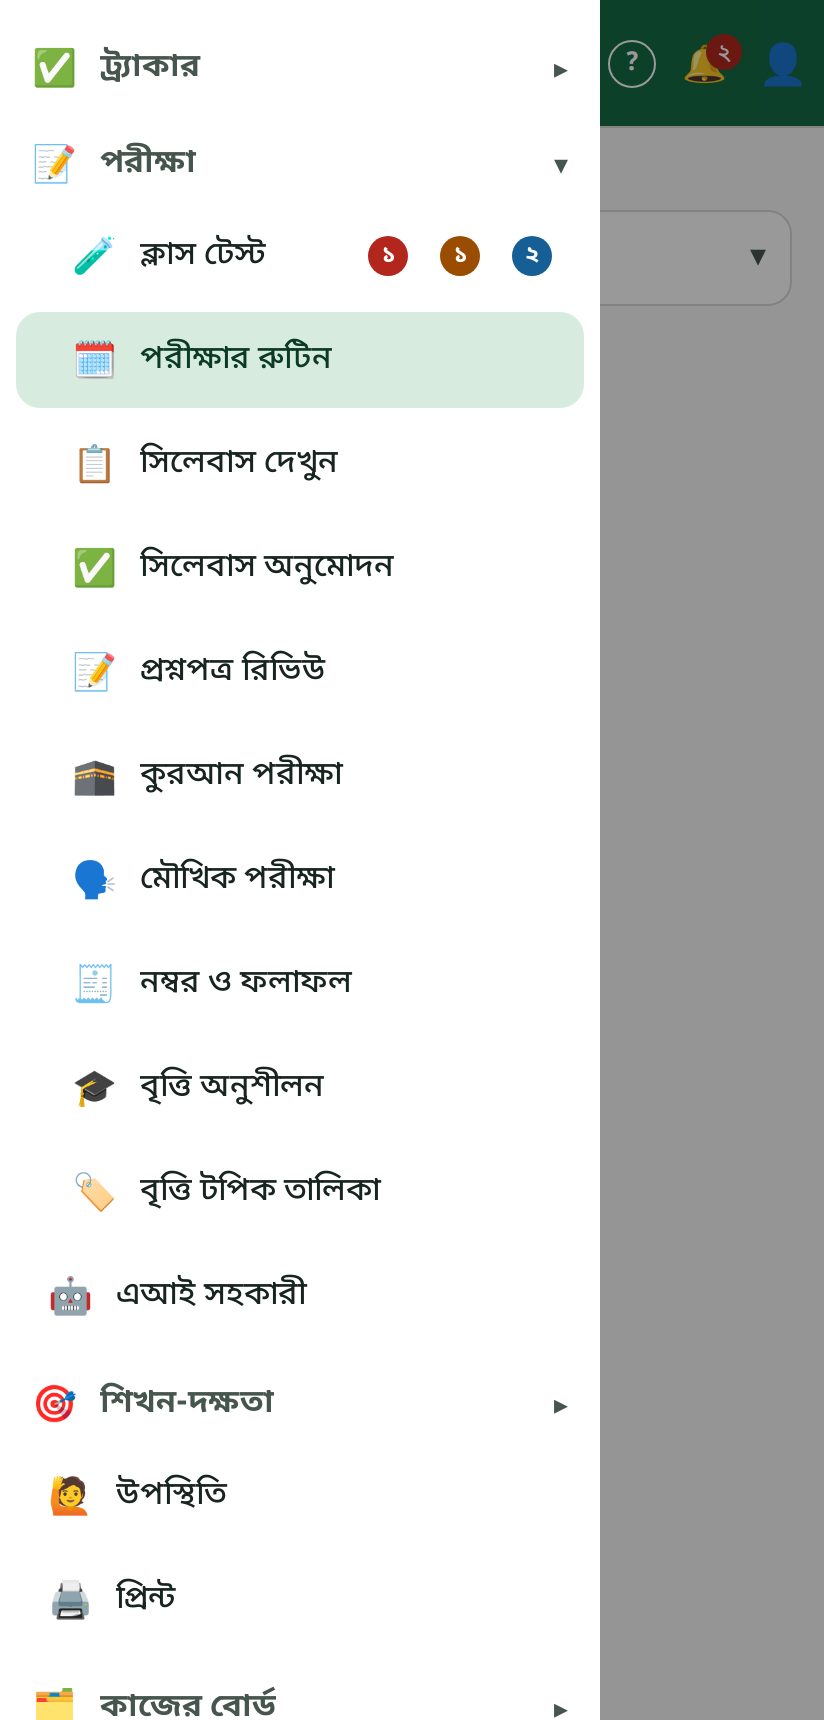 ট্র্যাকার
?
২
পরীক্ষা
ক্লাস টেস্ট ১ ১ ২
পরীক্ষার রুটিন
সিলেবাস দেখুন
সিলেবাস অনুমোদন
প্রশ্নপত্র রিভিউ
কুরআন পরীক্ষা
মৌখিক পরীক্ষা
নম্বর ও ফলাফল
বৃত্তি অনুশীলন
বৃত্তি টপিক তালিকা
এআই সহকারী
শিখন-দক্ষতা
উপস্থিতি
প্রিন্ট
কাজের বোর্ড